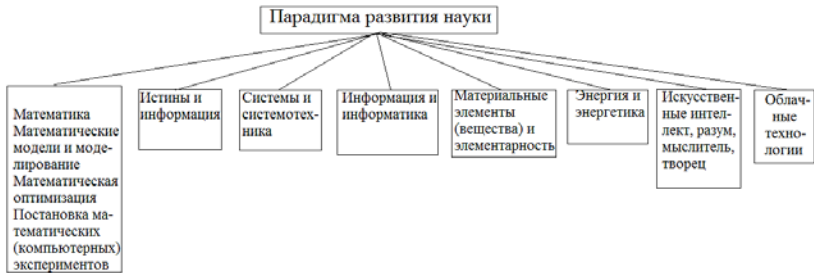 Парадигма развития науки
Математика
Математические
модели и моде-
лирование
Математическая
оптимизация
Постановка ма-
тематических
(компьютерных)
экспериментов
Истины и
информация
Системы и
системотех-
ника
Информация и
информатика
Материальные
элементы
(вещества) и
элементарность
Энергия и
энергетика
Искусствен-
ные интел-
лект, разум,
мыслитель,
творец
Облач-
ные
техно-
логии